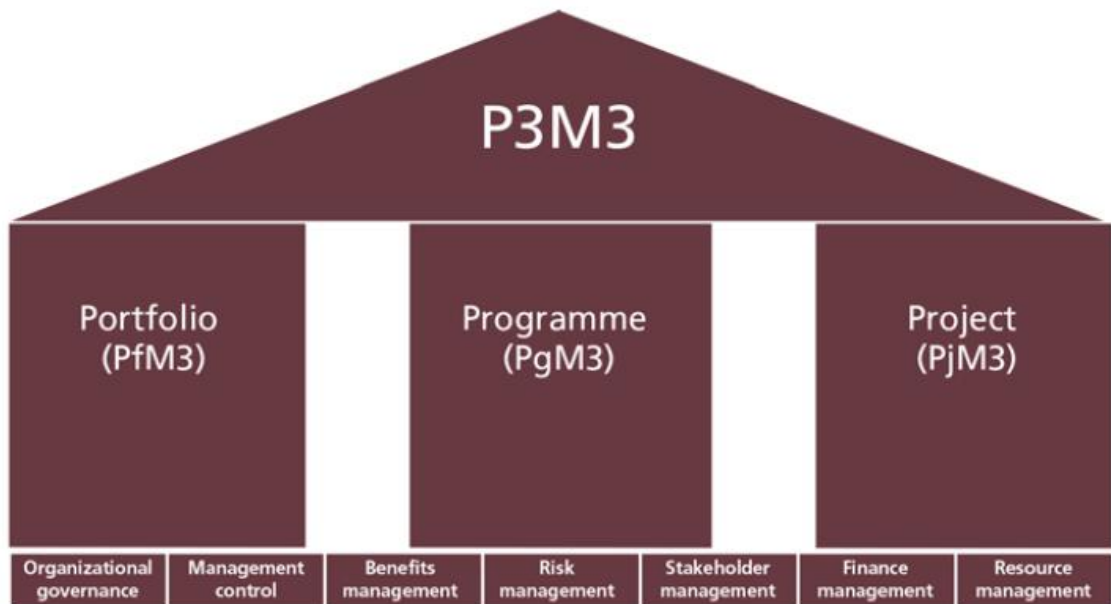 P3M3
Portfolio
(PfM3)
Programme
(PgM3)
Project
(PjM3)
Organizational
governance
Management
control
Benefits
management
Risk
management
Stakeholder
management
Finance
management
Resource
management